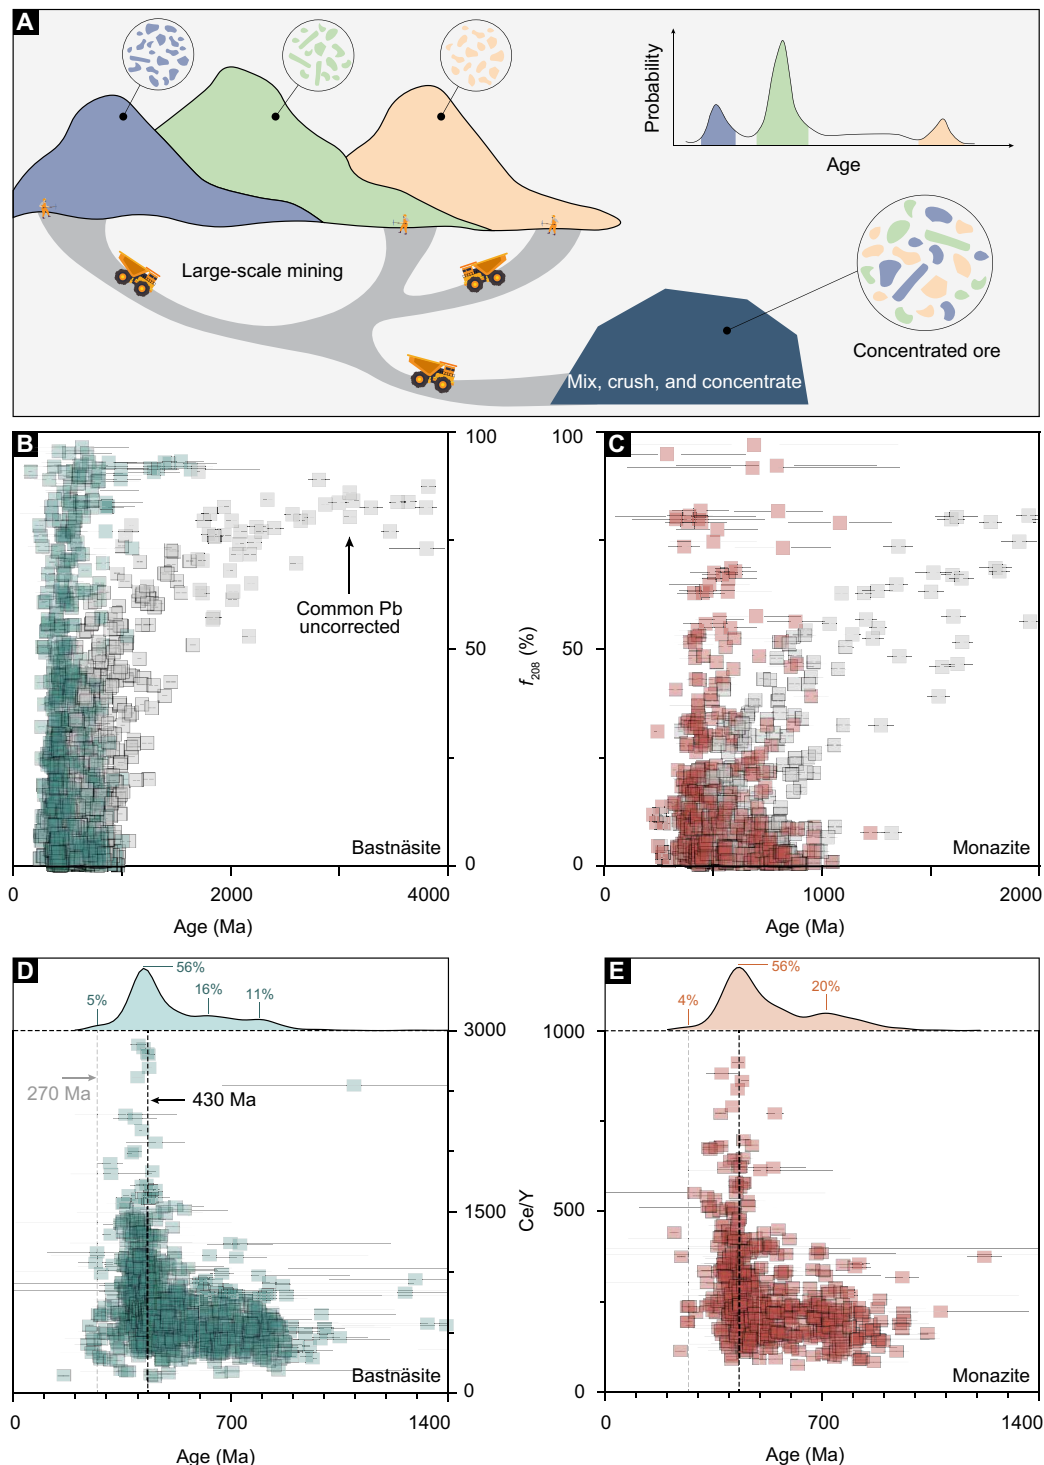 A
Probability
Age
Large-scale mining
Concentrated ore
Mix, crush, and concentrate
B
100
50
0
f208 (%)
Common Pb
uncorrected
Bastnäsite
0
2000
4000
Age (Ma)
C
100
50
0
Monazite
0
1000
2000
Age (Ma)
D
56%
5%
16%
11%
3000
270 Ma
430 Ma
1500
Ce/Y
Bastnäsite
0
0
700
1400
Age (Ma)
E
56%
4%
20%
1000
500
0
Monazite
0
700
1400
Age (Ma)